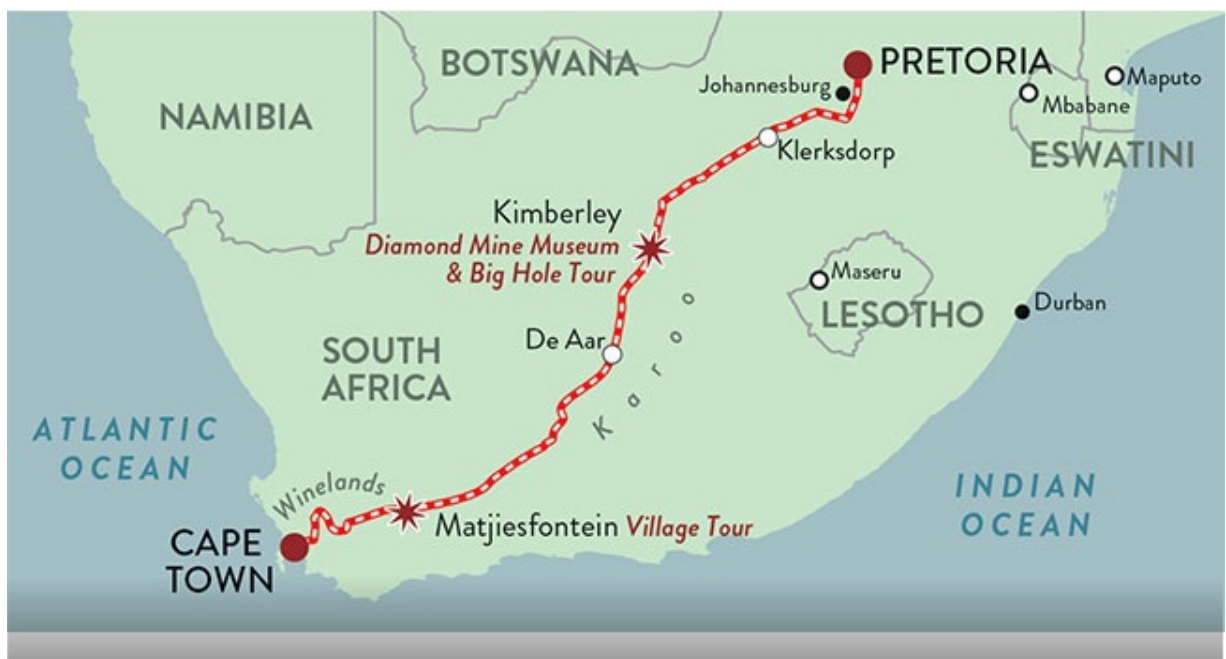 BOTSWANA
PRETORIA
Johannesburg
Maputo
Mbabane
NAMIBIA
Klerksdorp
ESWATINI
Kimberley
Diamond Mine Museum
& Big Hole Tour
Maseru
LESOTHO
Durban
De Aar
Karoo
SOUTH
AFRICA
ATLANTIC
OCEAN
INDIAN
OCEAN
Winelands
Matjiesfontein Village Tour
CAPE
TOWN